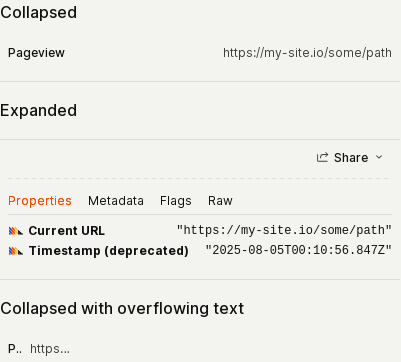 Collapsed
Pageview https://my-site.io/some/path
Expanded
Share
Properties Metadata Flags Raw
Current URL "https://my-site.io/some/path"
Timestamp (deprecated) "2025-08-05T00:10:56.847Z"
Collapsed with overflowing text
P.. https...